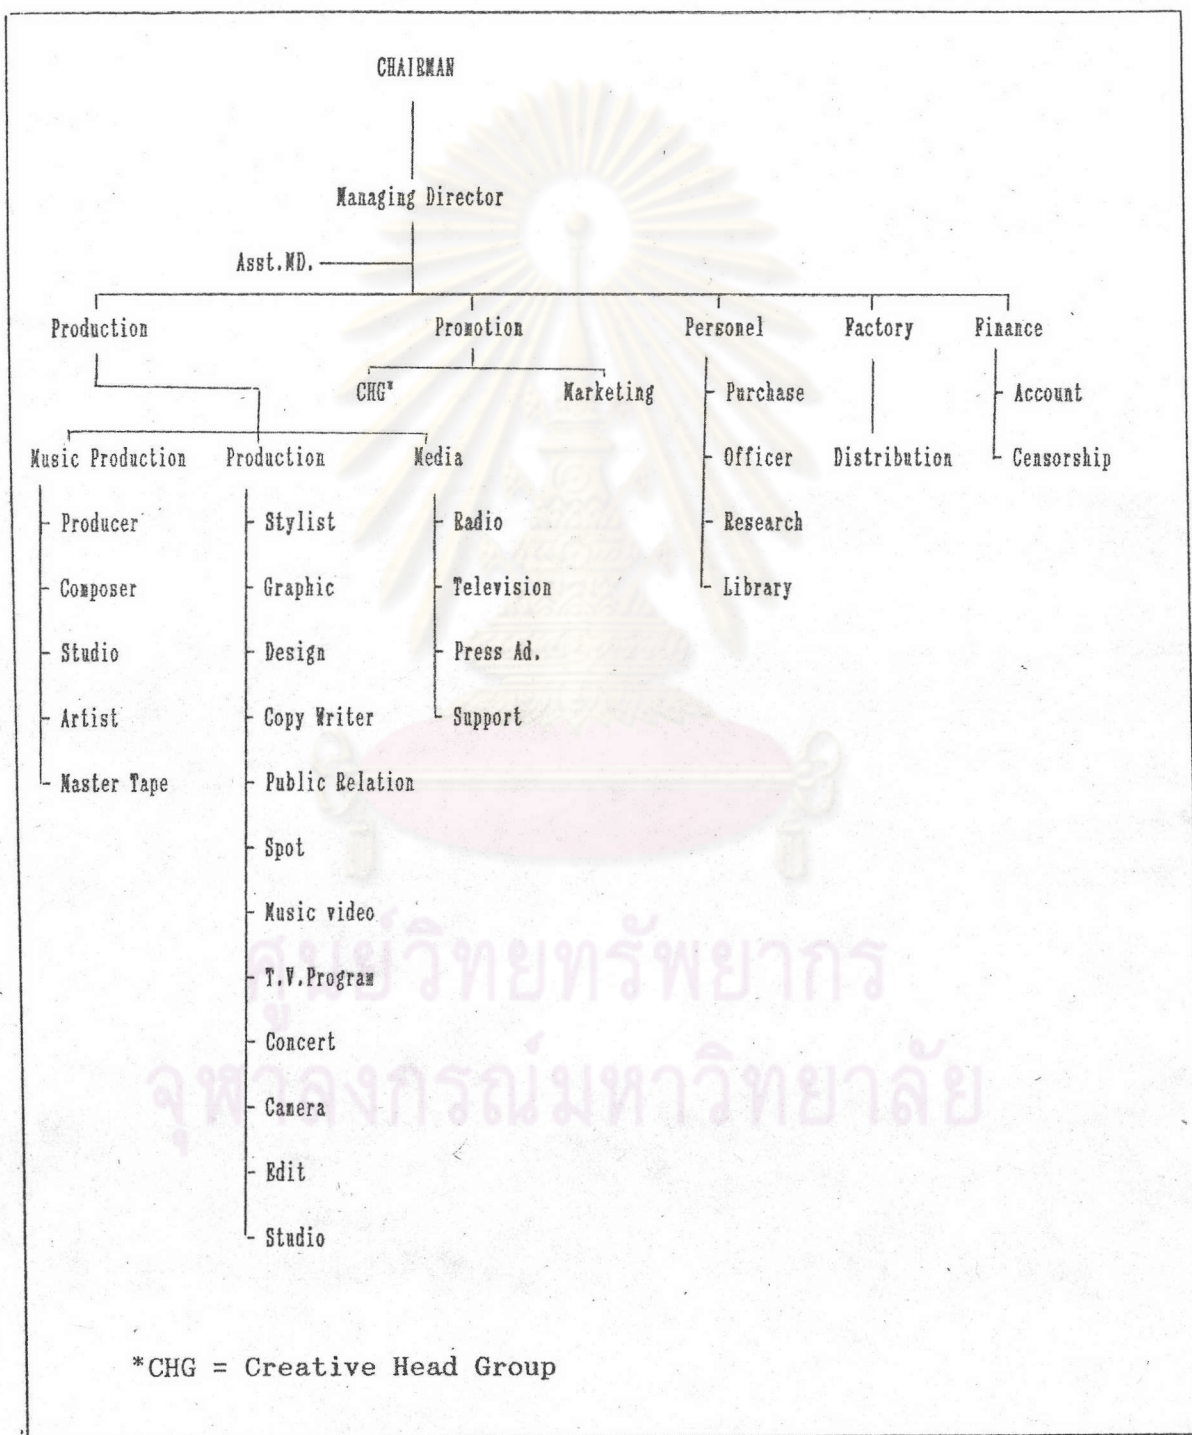 CHAIRMAN
Managing Director
Asst.MD.
Production Promotion Personel Factory Finance
CHG* Marketing Purchase Account
Music Production Production Media Officer Distribution Censorship
Producer Stylist Radio Research
Composer Graphic Television Library
Studio Design Press Ad.
Artist Copy Writer Support
Master Tape Public Relation
Spot
Music video
T.V.Program
Concert
Camera
Edit
Studio
ศูนย์วิทยทรัพยากร
จุฬาลงกรณ์มหาวิทยาลัย
*CHG = Creative Head Group